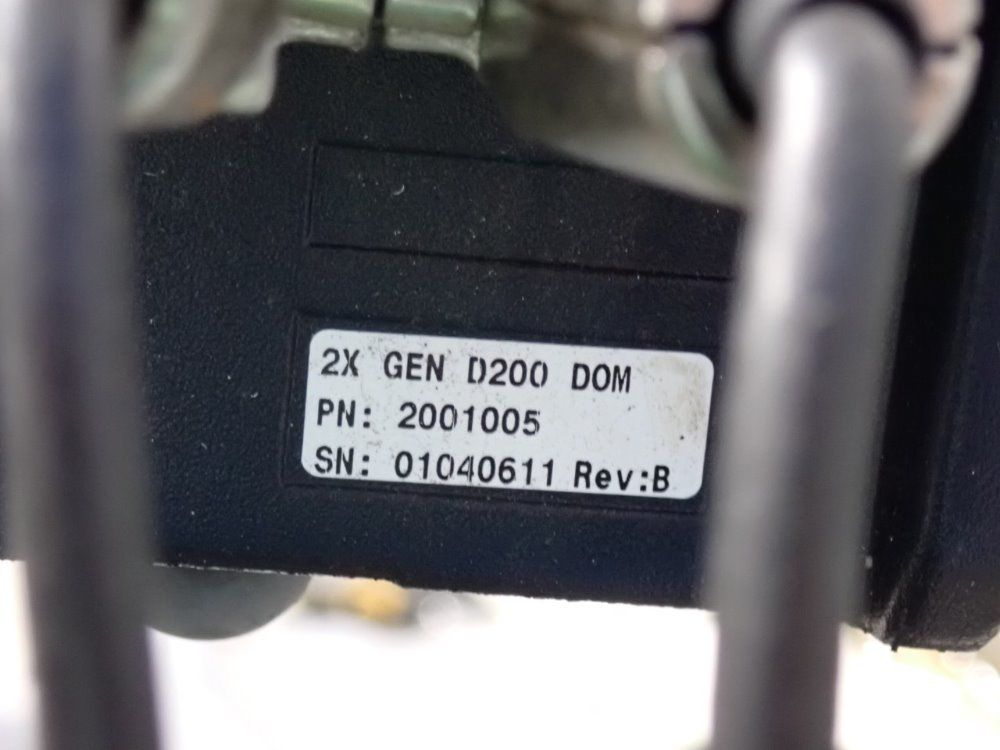 2X GEN D200 DOM
PN: 2001005
SN: 01040611 Rev:B